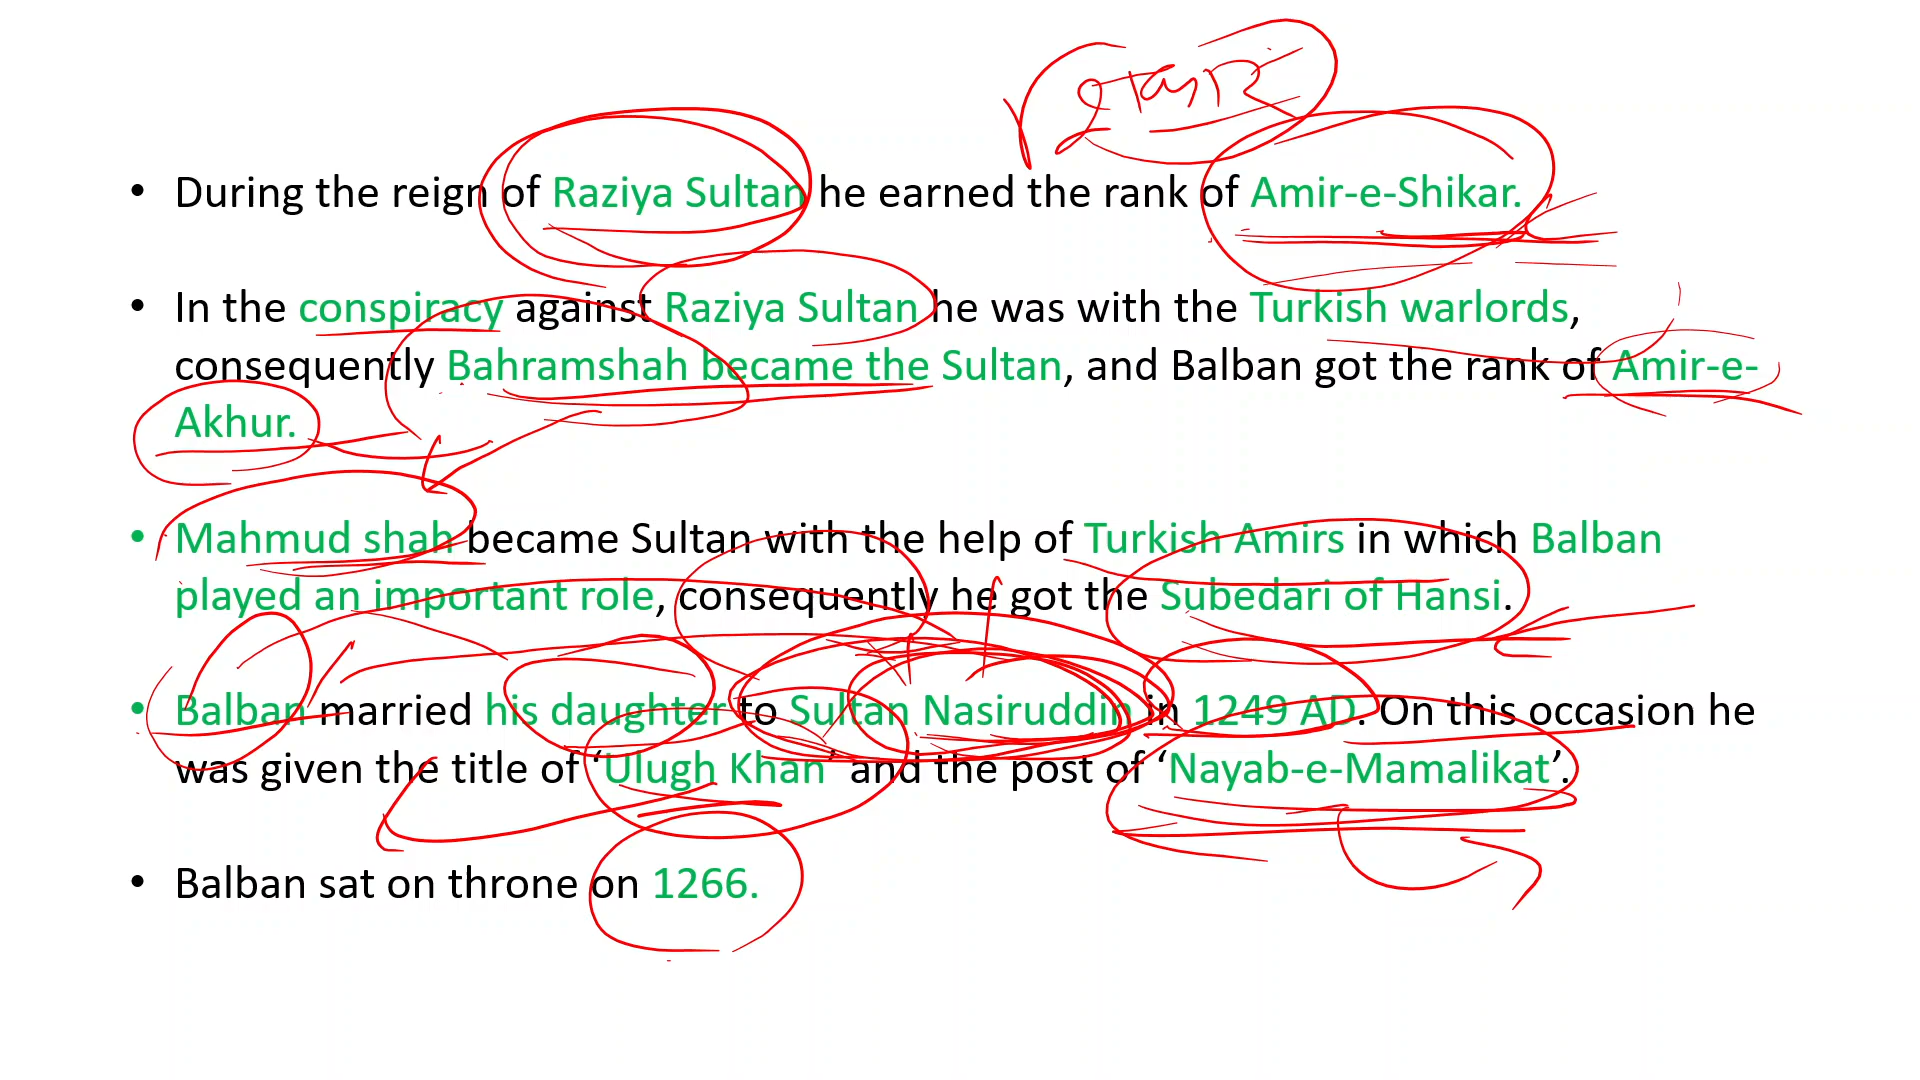 • During the reign of Raziya Sultan he earned the rank of Amir-e-Shikar.
• In the conspiracy against Raziya Sultan he was with the Turkish warlords,
consequently Bahramshah became the Sultan, and Balban got the rank of Amir-e-
Akhur.
• Mahmud shah became Sultan with the help of Turkish Amirs in which Balban
played an important role, consequently he got the Subedari of Hansi.
• Balban married his daughter to Sultan Nasiruddin in 1249 AD. On this occasion he
was given the title of ‘Ulugh Khan’ and the post of ‘Nayab-e-Mamalikat’.
• Balban sat on throne on 1266.